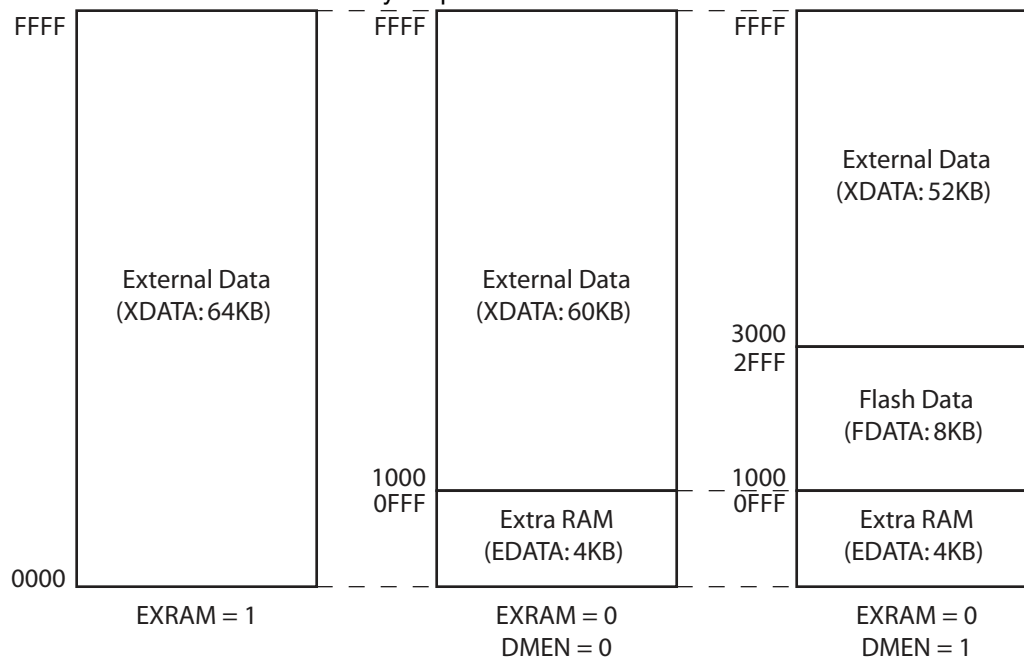 FFFF
External Data
(XDATA: 64KB)
0000
EXRAM = 1
FFFF
External Data
(XDATA: 60KB)
1000
0FFF
Extra RAM
(EDATA: 4KB)
EXRAM = 0
DMEN = 0
FFFF
External Data
(XDATA: 52KB)
3000
2FFF
Flash Data
(FDATA: 8KB)
1000
0FFF
Extra RAM
(EDATA: 4KB)
EXRAM = 0
DMEN = 1